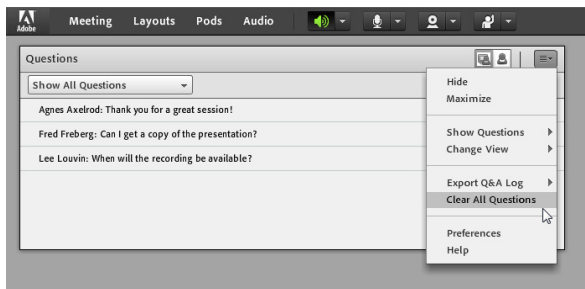 Adobe
Meeting Layouts Pods Audio
Questions
Show All Questions
Agnes Axelrod: Thank you for a great session!
Fred Freberg: Can I get a copy of the presentation?
Lee Louvin: When will the recording be available?
Hide
Maximize
Show Questions
Change View
Export Q&A Log
Clear All Questions
Preferences
Help